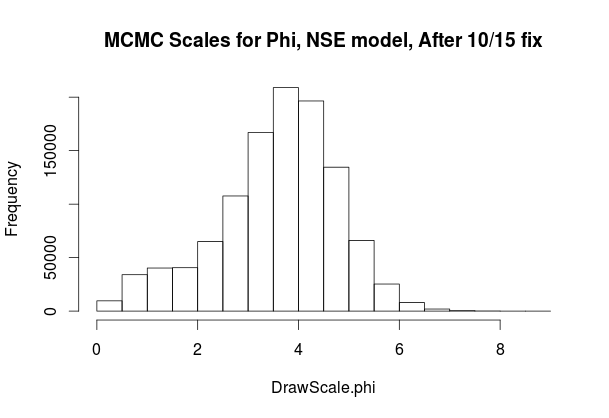 MCMC Scales for Phi, NSE model, After 10/15 fix
Frequency
150000
50000
0
0 2 4 6 8
DrawScale.phi